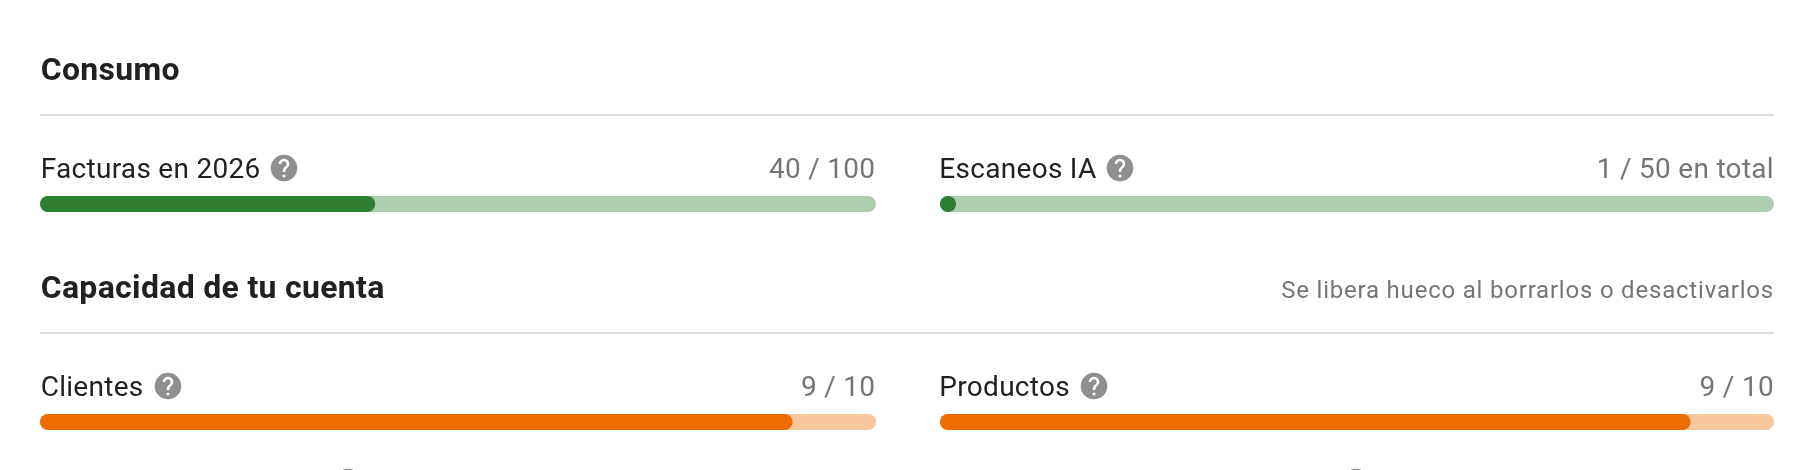 Consumo
Facturas en 2026 ? 40 / 100
Escaneos IA ? 1 / 50 en total
Capacidad de tu cuenta Se libera hueco al borrarlos o desactivarlos
Clientes ? 9 / 10
Productos ? 9 / 10